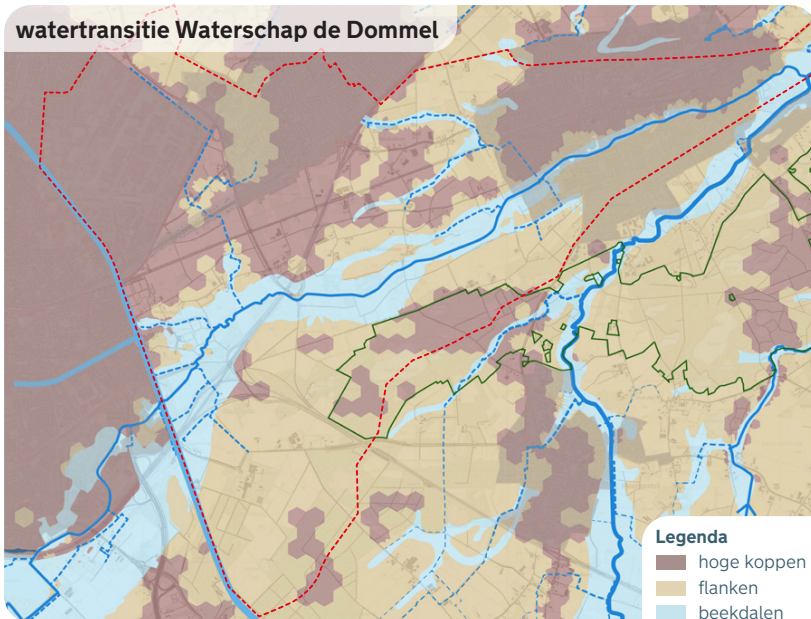 watertransitie Waterschap de Dommel
Legenda
hoge koppen
flanken
beekdalen